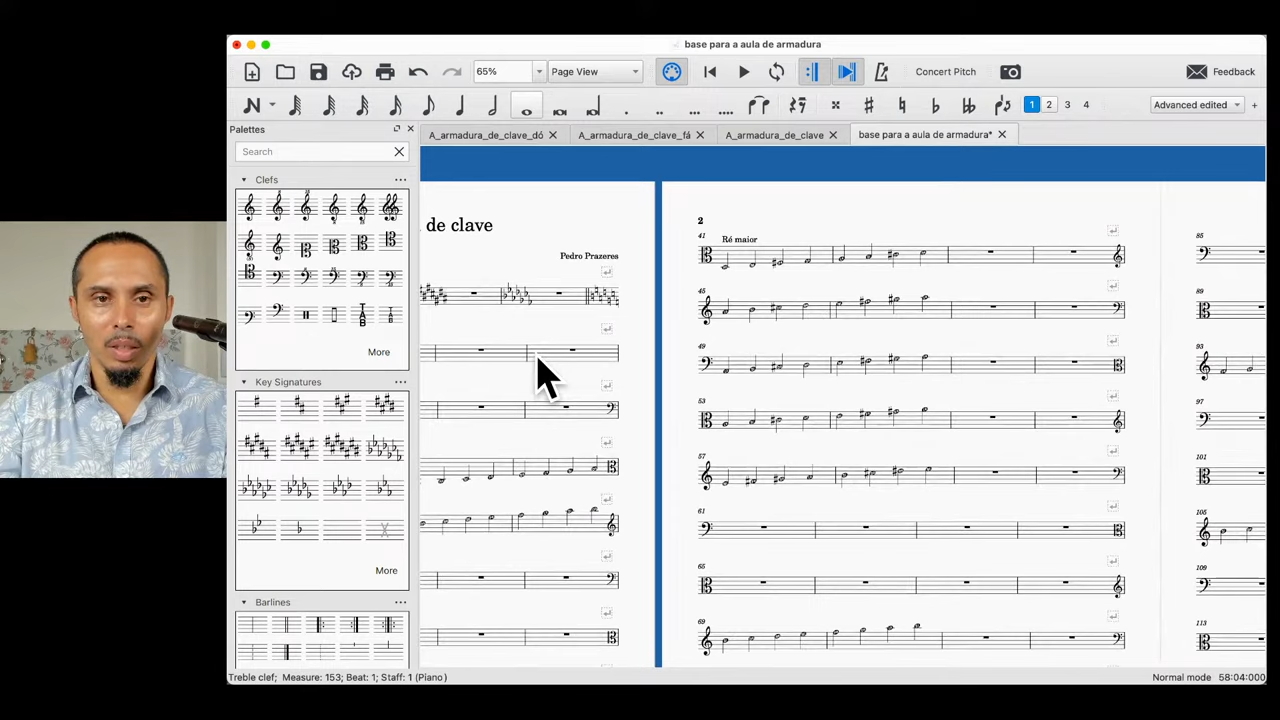 base para a aula de armadura
65%
Page View
Concert Pitch
Feedback
1 2 3 4
Advanced edited
+
Palettes
A_armadura_de_clave_dó
A_armadura_de_clave_fá
A_armadura_de_clave
base para a aula de armadura*
Search
Clefs
More
Key Signatures
More
Barlines
de clave
Pedro Prazeres
2
41
Ré maior
45
49
53
57
61
65
69
85
89
93
97
101
105
109
113
Treble clef; Measure: 153; Beat: 1; Staff: 1 (Piano)
Normal mode
58:04:000